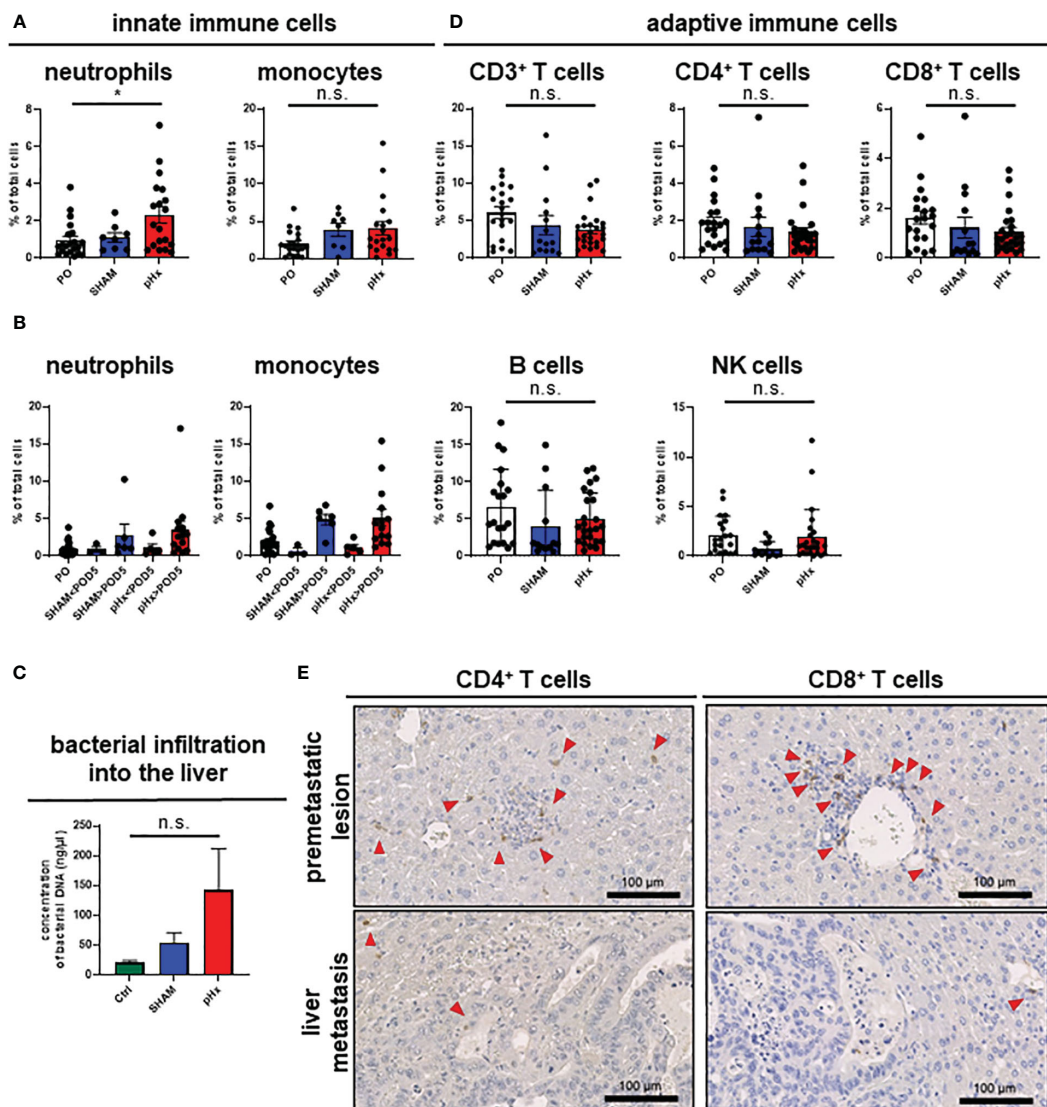 A
innate immune cells
neutrophils
*
% of total cells
8
6
4
2
0
PO
SHAM
pHx
monocytes
n.s.
% of total cells
20
15
10
5
0
PO
SHAM
pHx
D
adaptive immune cells
CD3⁺ T cells
n.s.
% of total cells
20
15
10
5
0
PO
SHAM
pHx
CD4⁺ T cells
n.s.
% of total cells
8
6
4
2
0
PO
SHAM
pHx
CD8⁺ T cells
n.s.
% of total cells
6
4
2
0
PO
SHAM
pHx
B
neutrophils
% of total cells
20
15
10
5
0
PO
SHAM<POD5
SHAM>POD5
pHx<POD5
pHx>POD5
monocytes
% of total cells
20
15
10
5
0
PO
SHAM<POD5
SHAM>POD5
pHx<POD5
pHx>POD5
B cells
n.s.
% of total cells
20
15
10
5
0
PO
SHAM
pHx
NK cells
n.s.
% of total cells
15
10
5
0
PO
SHAM
pHx
C
bacterial infiltration
into the liver
n.s.
concentration
of bacterial DNA (ng/µl)
250
200
150
100
50
0
Ctrl
SHAM
pHx
E
CD4⁺ T cells
CD8⁺ T cells
premetastatic
lesion
100 µm
100 µm
liver
metastasis
100 µm
100 µm